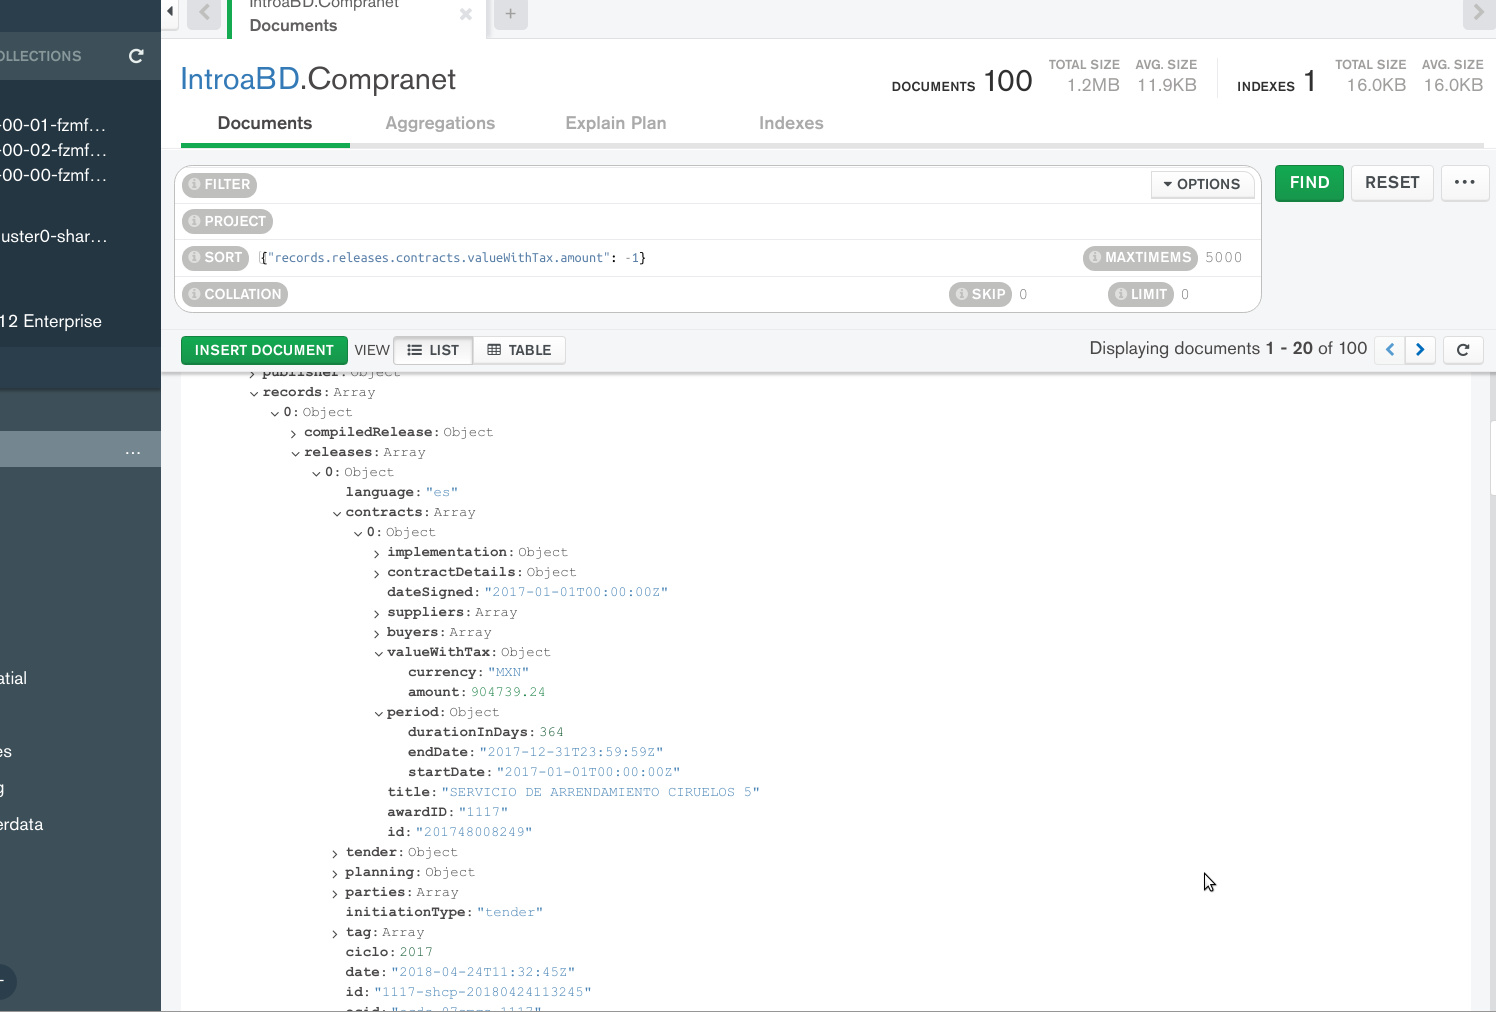 IntroaBD.Compranet
Documents
OLLECTIONS
IntroaBD.Compranet
DOCUMENTS 100
TOTAL SIZE 1.2MB
AVG. SIZE 11.9KB
INDEXES 1
TOTAL SIZE 16.0KB
AVG. SIZE 16.0KB
Documents Aggregations Explain Plan Indexes
-00-01-fzmf...
-00-02-fzmf...
-00-00-fzmf...
uster0-shar...
12 Enterprise
...
atial
es
g
erdata
FILTER
OPTIONS
FIND
RESET
...
PROJECT
SORT {"records.releases.contracts.valueWithTax.amount": -1}
MAXTIMEMS 5000
COLLATION
SKIP 0
LIMIT 0
INSERT DOCUMENT VIEW LIST TABLE
Displaying documents 1 - 20 of 100
publisher: Object
records: Array
0: Object
compiledRelease: Object
releases: Array
0: Object
language: "es"
contracts: Array
0: Object
implementation: Object
contractDetails: Object
dateSigned: "2017-01-01T00:00:00Z"
suppliers: Array
buyers: Array
valueWithTax: Object
currency: "MXN"
amount: 904739.24
period: Object
durationInDays: 364
endDate: "2017-12-31T23:59:59Z"
startDate: "2017-01-01T00:00:00Z"
title: "SERVICIO DE ARRENDAMIENTO CIRUELOS 5"
awardID: "1117"
id: "201748008249"
tender: Object
planning: Object
parties: Array
initiationType: "tender"
tag: Array
ciclo: 2017
date: "2018-04-24T11:32:45Z"
id: "1117-shcp-20180424113245"